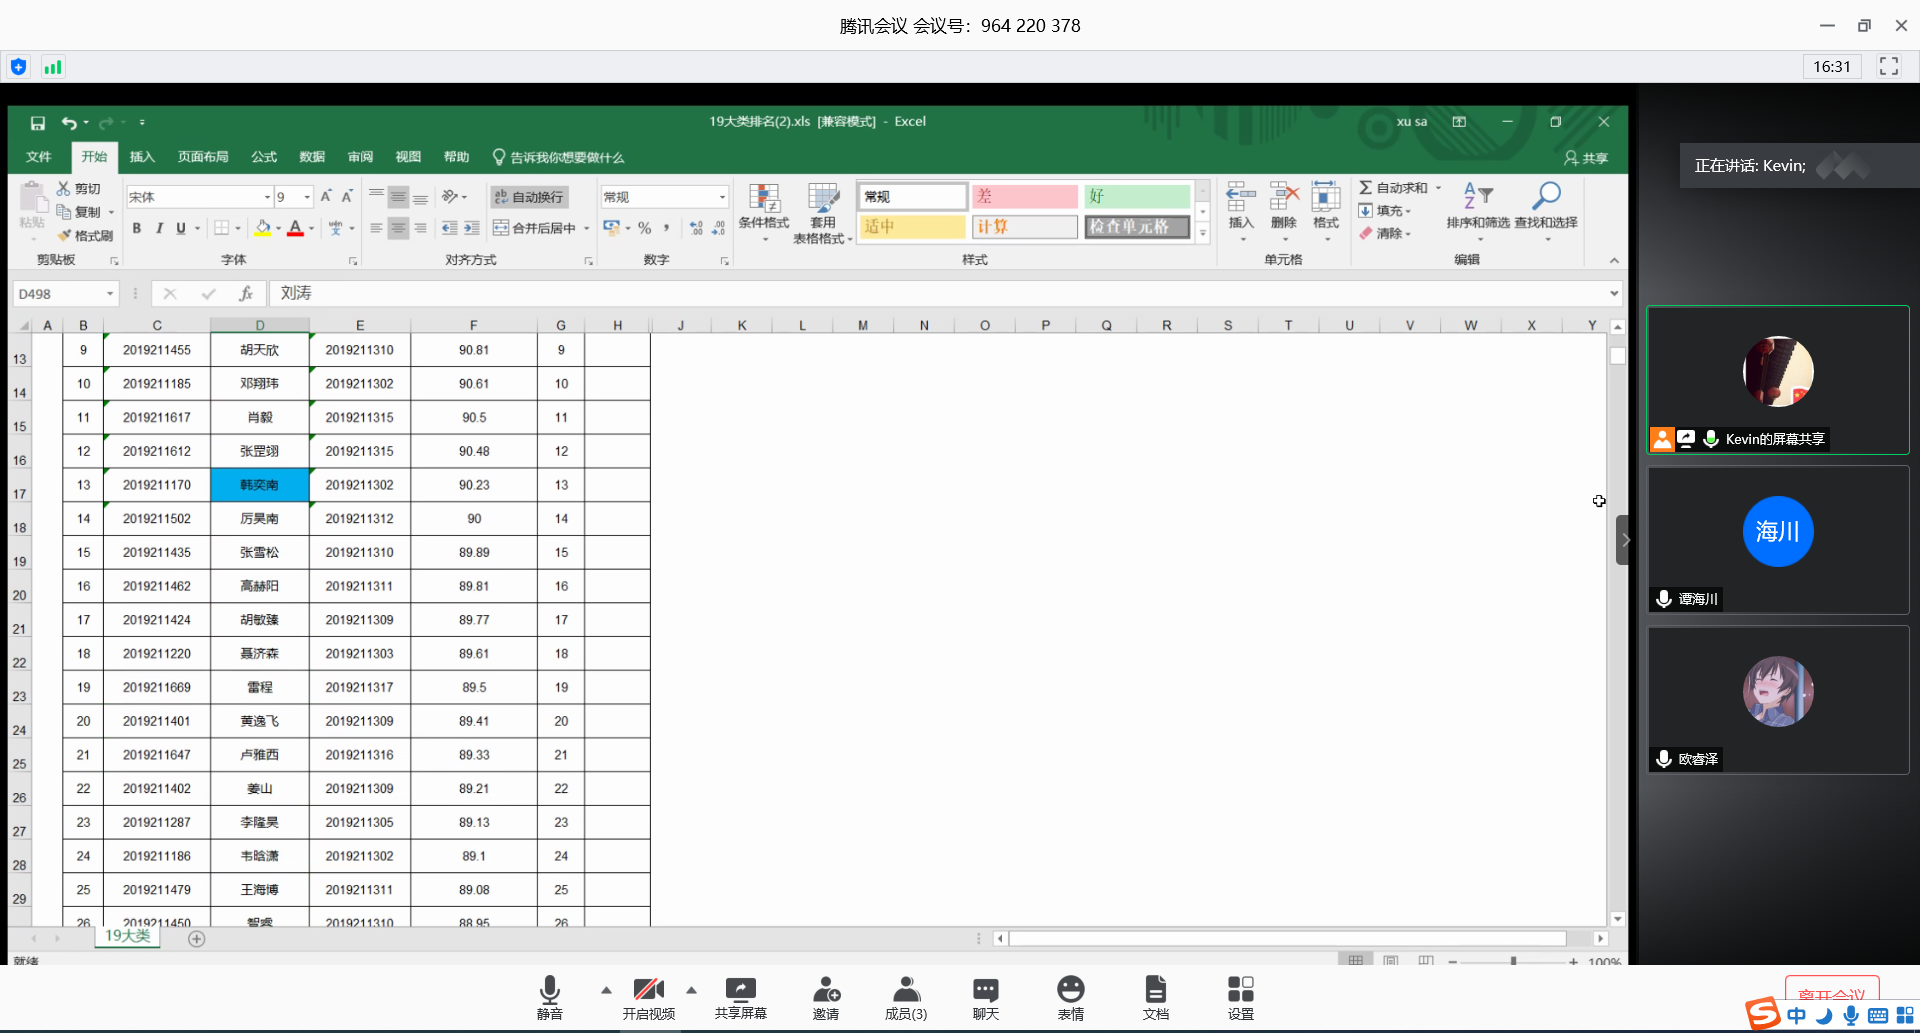 腾讯会议 会议号：964 220 378
16:31
19大类排名(2).xls [兼容模式] - Excel
xu sa
文件 开始 插入 页面布局 公式 数据 审阅 视图 帮助 告诉我你想要做什么 共享
粘贴 剪切 复制 格式刷
宋体 9
B I U
自动换行
合并后居中
常规
条件格式 套用 表格格式
常规 差 好
适中 计算 检查单元格
插入 删除 格式
自动求和 填充 清除
排序和筛选 查找和选择
剪贴板 字体 对齐方式 数字 样式 单元格 编辑
D498 fx 刘涛
A B C D E F G H J K L M N O P Q R S T U V W X Y
13 9 2019211455 胡天欣 2019211310 90.81 9
14 10 2019211185 邓翔玮 2019211302 90.61 10
15 11 2019211617 肖毅 2019211315 90.5 11
16 12 2019211612 张罡翊 2019211315 90.48 12
17 13 2019211170 韩奕南 2019211302 90.23 13
18 14 2019211502 厉昊南 2019211312 90 14
19 15 2019211435 张雪松 2019211310 89.89 15
20 16 2019211462 高赫阳 2019211311 89.81 16
21 17 2019211424 胡敏臻 2019211309 89.77 17
22 18 2019211220 聂济森 2019211303 89.61 18
23 19 2019211669 雷程 2019211317 89.5 19
24 20 2019211401 黄逸飞 2019211309 89.41 20
25 21 2019211647 卢雅西 2019211316 89.33 21
26 22 2019211402 姜山 2019211309 89.21 22
27 23 2019211287 李隆昊 2019211305 89.13 23
28 24 2019211186 韦晗潇 2019211302 89.1 24
29 25 2019211479 王海博 2019211311 89.08 25
26 2019211450 智睿 2019211310 88.95 26
19大类
就绪
100%
正在讲话: Kevin;
Kevin的屏幕共享
海川
谭海川
欧睿泽
静音 开启视频 共享屏幕 邀请 成员(3) 聊天 表情 文档 设置
离开会议
中